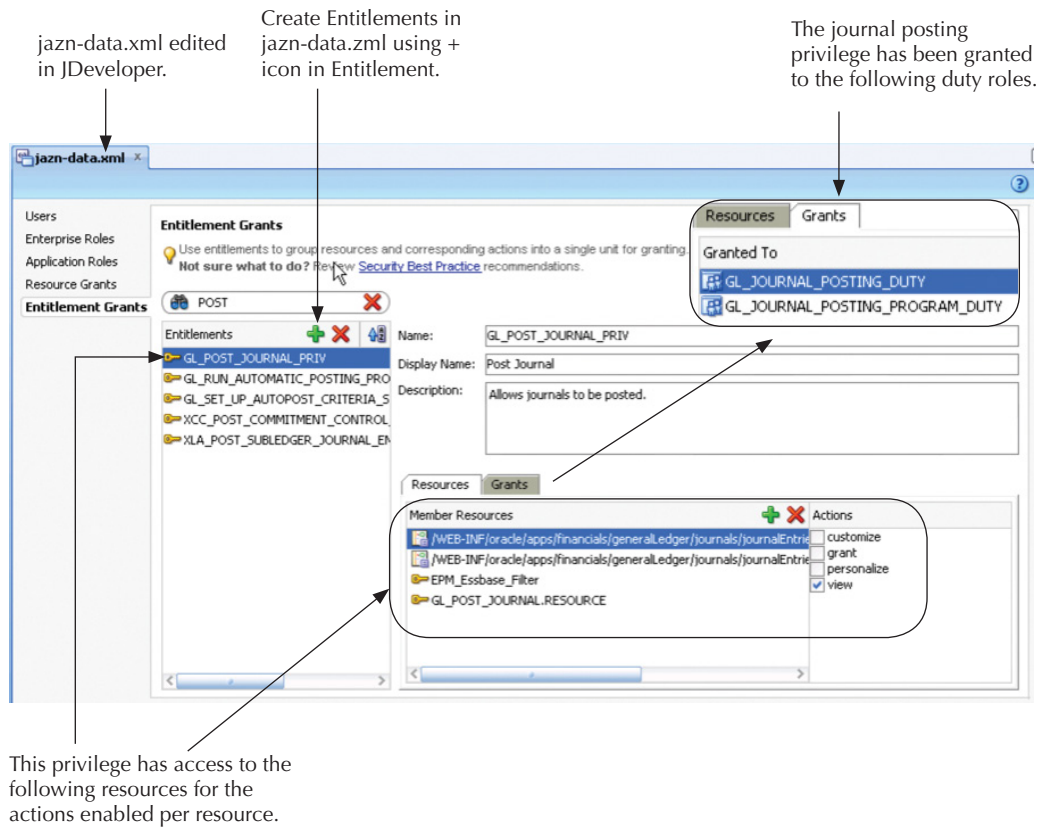 jazn-data.xml edited
in JDeveloper.
Create Entitlements in
jazn-data.zml using +
icon in Entitlement.
The journal posting
privilege has been granted
to the following duty roles.
jazn-data.xml
Users
Enterprise Roles
Application Roles
Resource Grants
Entitlement Grants
Entitlement Grants
Use entitlements to group resources and corresponding actions into a single unit for granting.
Not sure what to do? Review Security Best Practice recommendations.
POST
Entitlements
GL_POST_JOURNAL_PRIV
GL_RUN_AUTOMATIC_POSTING_PRO
GL_SET_UP_AUTOPOST_CRITERIA_S
XCC_POST_COMMITMENT_CONTROL_
XLA_POST_SUBLEDGER_JOURNAL_EN
Resources Grants
Granted To
GL_JOURNAL_POSTING_DUTY
GL_JOURNAL_POSTING_PROGRAM_DUTY
Name: GL_POST_JOURNAL_PRIV
Display Name: Post Journal
Description: Allows journals to be posted.
Resources Grants
Member Resources
Actions
/WEB-INF/oracle/apps/financials/generalLedger/journals/journalEntrie
/WEB-INF/oracle/apps/financials/generalLedger/journals/journalEntrie
EPM_Essbase_Filter
GL_POST_JOURNAL.RESOURCE
customize
grant
personalize
view
This privilege has access to the
following resources for the
actions enabled per resource.